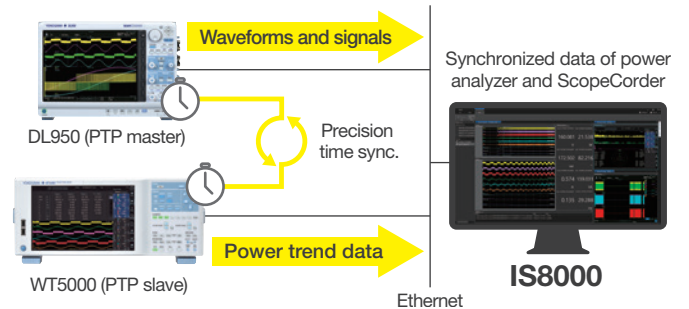 Waveforms and signals
Synchronized data of power
analyzer and ScopeCorder
DL950 (PTP master)
Precision
time sync.
WT5000 (PTP slave)
Power trend data
IS8000
Ethernet